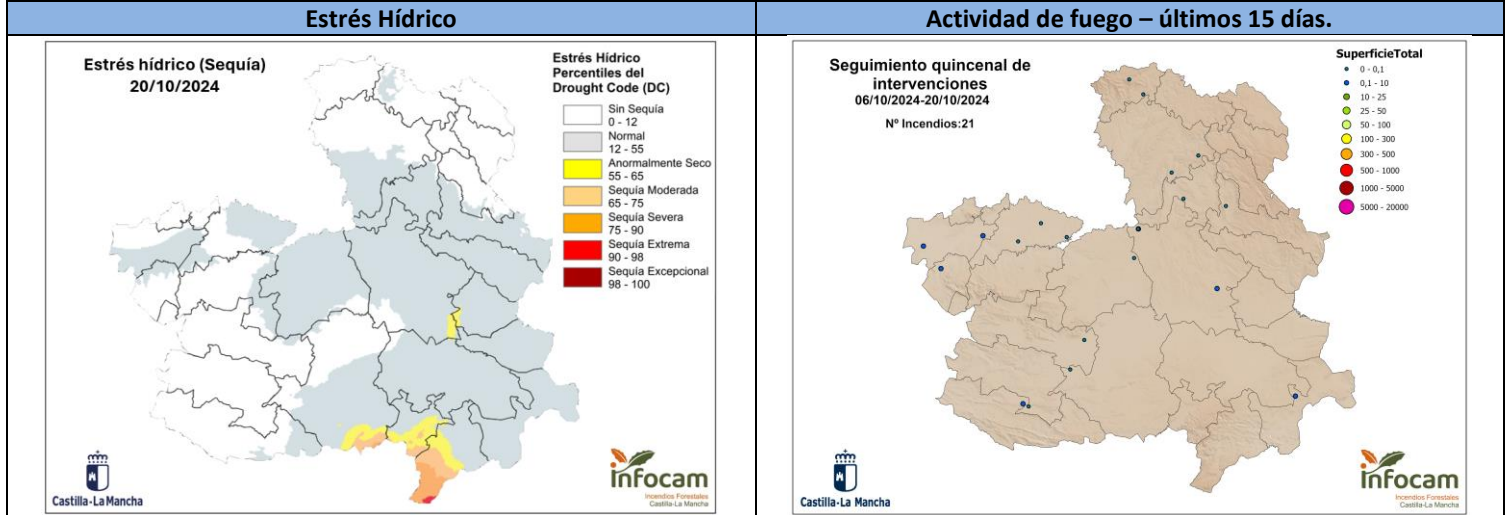 Estrés Hídrico
Actividad de fuego – últimos 15 días.
Estrés hídrico (Sequía)
20/10/2024
Estrés Hídrico
Percentiles del
Drought Code (DC)
Sin Sequía
0 - 12
Normal
12 - 55
Anormalmente Seco
55 - 65
Sequía Moderada
65 - 75
Sequía Severa
75 - 90
Sequía Extrema
90 - 98
Sequía Excepcional
98 - 100
Castilla-La Mancha
infocam
Incendios Forestales
Castilla-La Mancha
Seguimiento quincenal de
intervenciones
06/10/2024-20/10/2024
Nº Incendios:21
SuperficieTotal
0 - 0,1
0,1 - 10
10 - 25
25 - 50
50 - 100
100 - 300
300 - 500
500 - 1000
1000 - 5000
5000 - 20000
Castilla-La Mancha
infocam
Incendios Forestales
Castilla-La Mancha